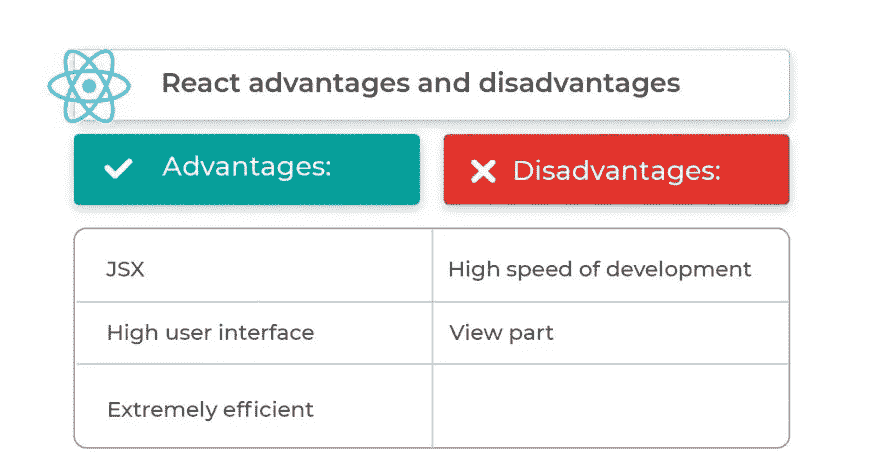 React advantages and disadvantages
Advantages:
Disadvantages:
JSX
High speed of development
High user interface
View part
Extremely efficient